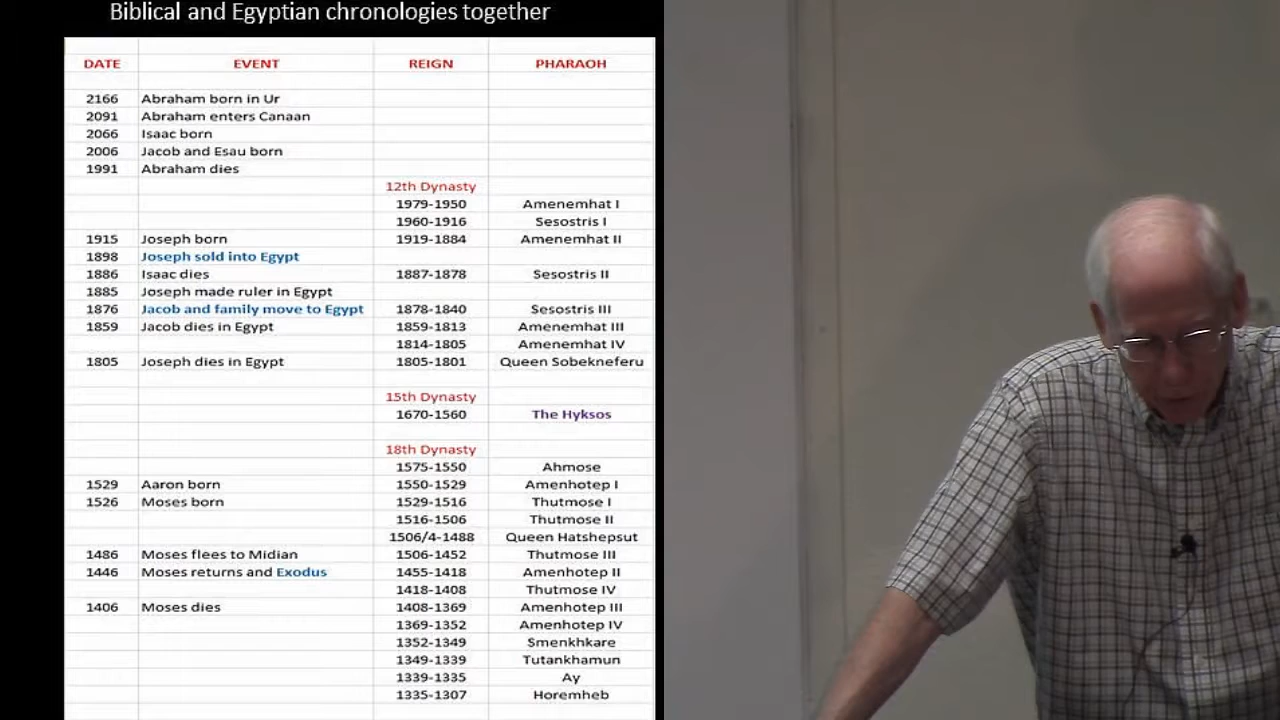 Biblical and Egyptian chronologies together
DATE EVENT REIGN PHARAOH
2166 Abraham born in Ur
2091 Abraham enters Canaan
2066 Isaac born
2006 Jacob and Esau born
1991 Abraham dies
12th Dynasty
1979-1950 Amenemhat I
1960-1916 Sesostris I
1915 Joseph born 1919-1884 Amenemhat II
1898 Joseph sold into Egypt
1886 Isaac dies 1887-1878 Sesostris II
1885 Joseph made ruler in Egypt
1876 Jacob and family move to Egypt 1878-1840 Sesostris III
1859 Jacob dies in Egypt 1859-1813 Amenemhat III
1814-1805 Amenemhat IV
1805 Joseph dies in Egypt 1805-1801 Queen Sobekneferu
15th Dynasty
1670-1560 The Hyksos
18th Dynasty
1575-1550 Ahmose
1529 Aaron born 1550-1529 Amenhotep I
1526 Moses born 1529-1516 Thutmose I
1516-1506 Thutmose II
1506/4-1488 Queen Hatshepsut
1486 Moses flees to Midian 1506-1452 Thutmose III
1446 Moses returns and Exodus 1455-1418 Amenhotep II
1418-1408 Thutmose IV
1406 Moses dies 1408-1369 Amenhotep III
1369-1352 Amenhotep IV
1352-1349 Smenkhkare
1349-1339 Tutankhamun
1339-1335 Ay
1335-1307 Horemheb